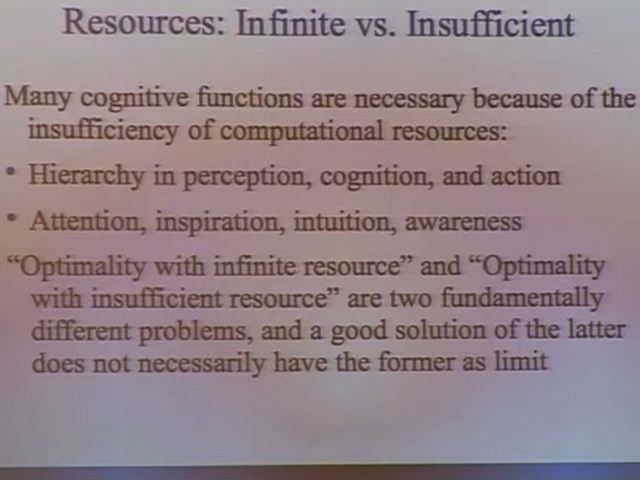 Resources: Infinite vs. Insufficient
Many cognitive functions are necessary because of the
insufficiency of computational resources:
• Hierarchy in perception, cognition, and action
• Attention, inspiration, intuition, awareness
“Optimality with infinite resource” and “Optimality
with insufficient resource” are two fundamentally
different problems, and a good solution of the latter
does not necessarily have the former as limit